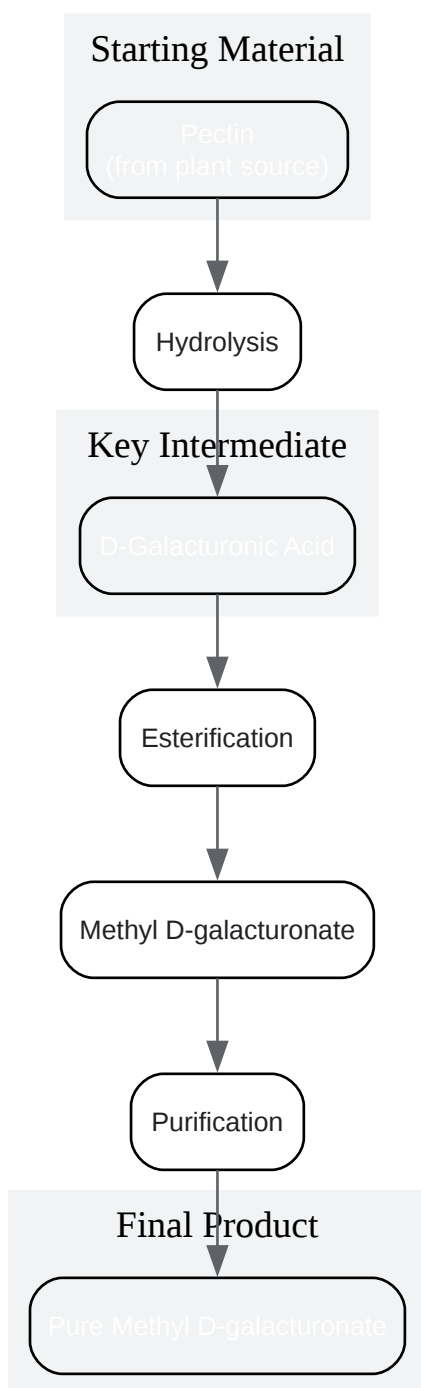 Starting Material
Pectin
(from plant source)
Hydrolysis
Key Intermediate
D-Galacturonic Acid
Esterification
Methyl D-galacturonate
Purification
Final Product
Pure Methyl D-galacturonate